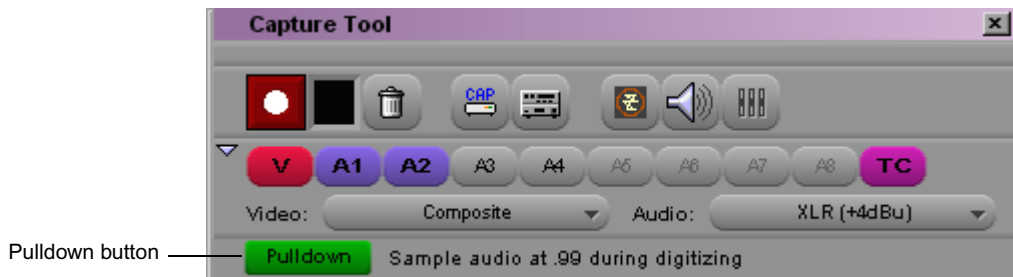 Capture Tool
CAP
V A1 A2 A3 A4 A5 A6 A7 A8 TC
Video: Composite Audio: XLR (+4dBu)
Pulldown button Pulldown Sample audio at .99 during digitizing